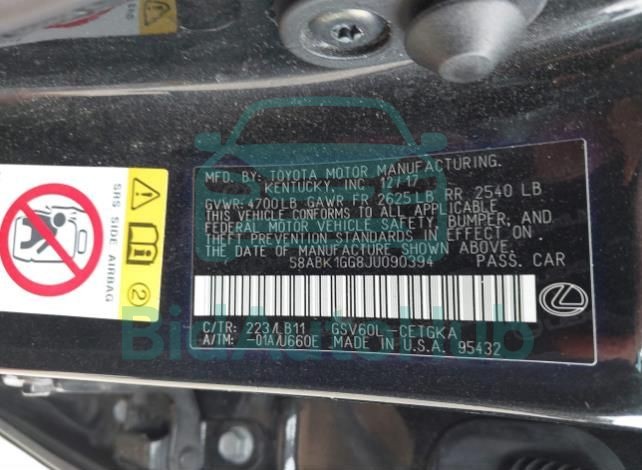 MFD. BY: TOYOTA MOTOR MANUFACTURING.
KENTUCKY, INC. 12/17
GVWR: 4700LB GAWR FR 2625LB RR 2540 LB
THIS VEHICLE CONFORMS TO ALL APPLICABLE
FEDERAL MOTOR VEHICLE SAFETY, BUMPER, AND
THEFT PREVENTION STANDARDS IN EFFECT ON
THE DATE OF MANUFACTURE SHOWN ABOVE.
58ABK1GG8JU090394 PASS. CAR
C/TR: 223/LB11 GSV60L-CETGKA
A/TM: -01A/U660E MADE IN U.S.A. 95432
SRS SIDE AIRBAG
2
BidAutoHub